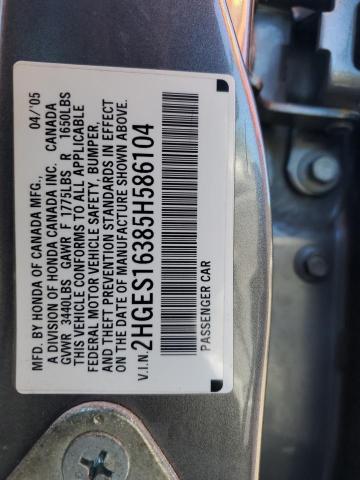 MFD. BY HONDA OF CANADA MFG., 04/'05
A DIVISION OF HONDA CANADA INC. CANADA
GVWR 3440LBS GAWR F 1775LBS R 1650LBS
THIS VEHICLE CONFORMS TO ALL APPLICABLE
FEDERAL MOTOR VEHICLE SAFETY, BUMPER,
AND THEFT PREVENTION STANDARDS IN EFFECT
ON THE DATE OF MANUFACTURE SHOWN ABOVE.
V.I.N. 2HGES16385H586104
PASSENGER CAR